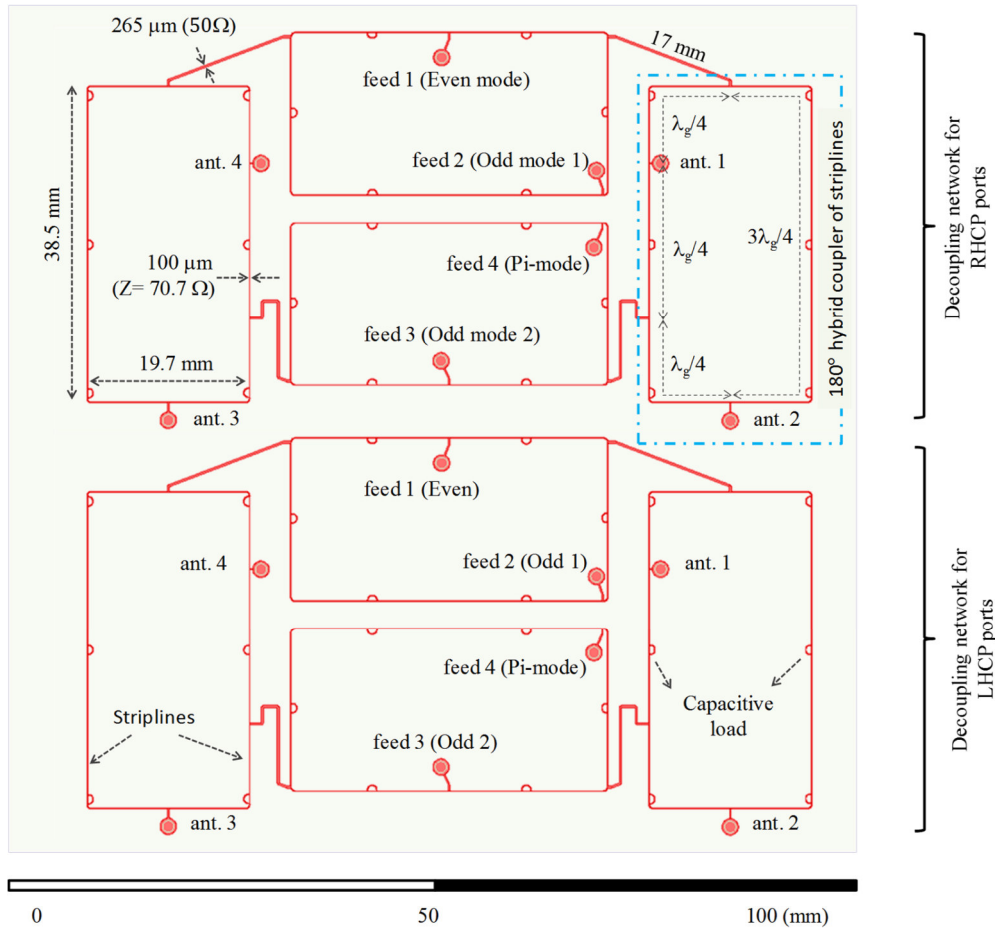 265 μm (50Ω)
17 mm
feed 1 (Even mode)
λg/4
ant. 4
feed 2 (Odd mode 1)
ant. 1
38.5 mm
180° hybrid coupler of striplines
Decoupling network for
RHCP ports
λg/4
3λg/4
feed 4 (Pi-mode)
100 μm
(Z= 70.7 Ω)
feed 3 (Odd mode 2)
19.7 mm
λg/4
ant. 3
ant. 2
feed 1 (Even)
ant. 4
feed 2 (Odd 1)
ant. 1
Decoupling network for
LHCP ports
feed 4 (Pi-mode)
Striplines
Capacitive
load
feed 3 (Odd 2)
ant. 3
ant. 2
0
50
100 (mm)